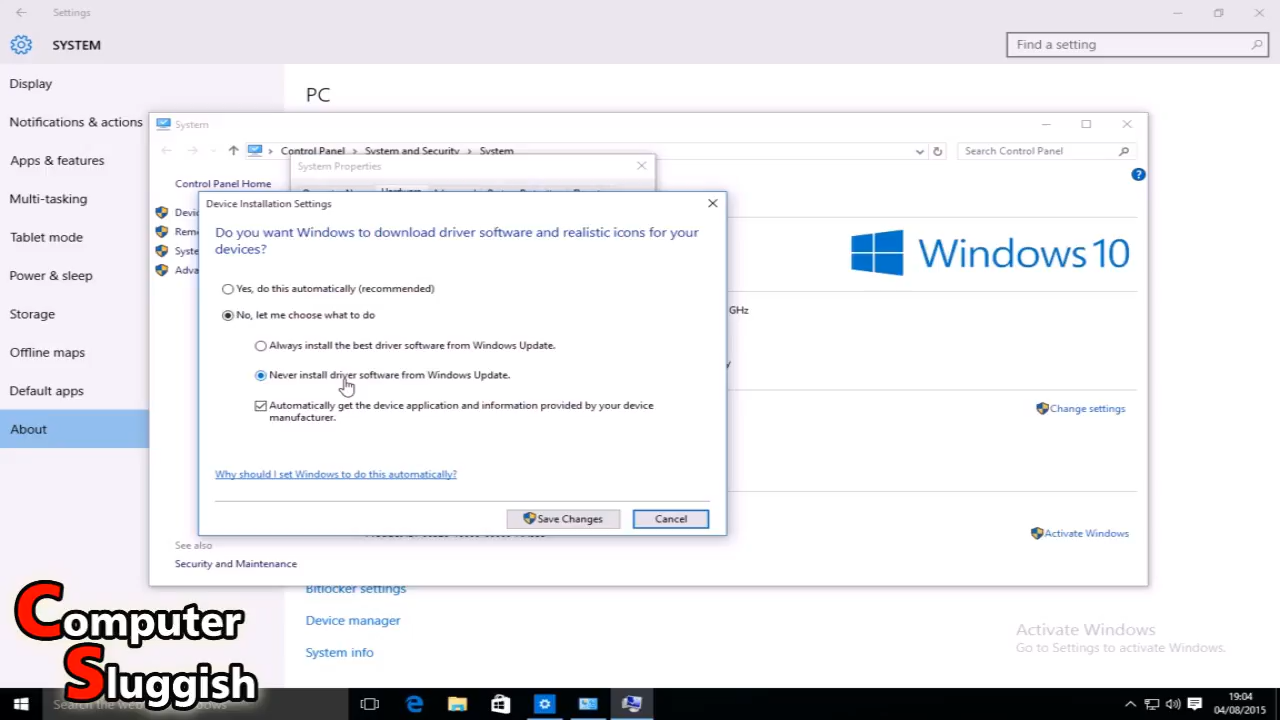 Settings
SYSTEM
Find a setting
Display
Notifications & actions
Apps & features
Multi-tasking
Tablet mode
Power & sleep
Storage
Offline maps
Default apps
About
PC
System
Control Panel > System and Security > System
Search Control Panel
System Properties
Control Panel Home
Device Installation Settings
Do you want Windows to download driver software and realistic icons for your
devices?
Yes, do this automatically (recommended)
No, let me choose what to do
Always install the best driver software from Windows Update.
Never install driver software from Windows Update.
Automatically get the device application and information provided by your device
manufacturer.
Why should I set Windows to do this automatically?
Save Changes
Cancel
Windows 10
GHz
Change settings
Activate Windows
See also
Security and Maintenance
Bitlocker settings
Device manager
System info
Activate Windows
Go to Settings to activate Windows.
Computer
Sluggish
Search the web
19:04
04/08/2015